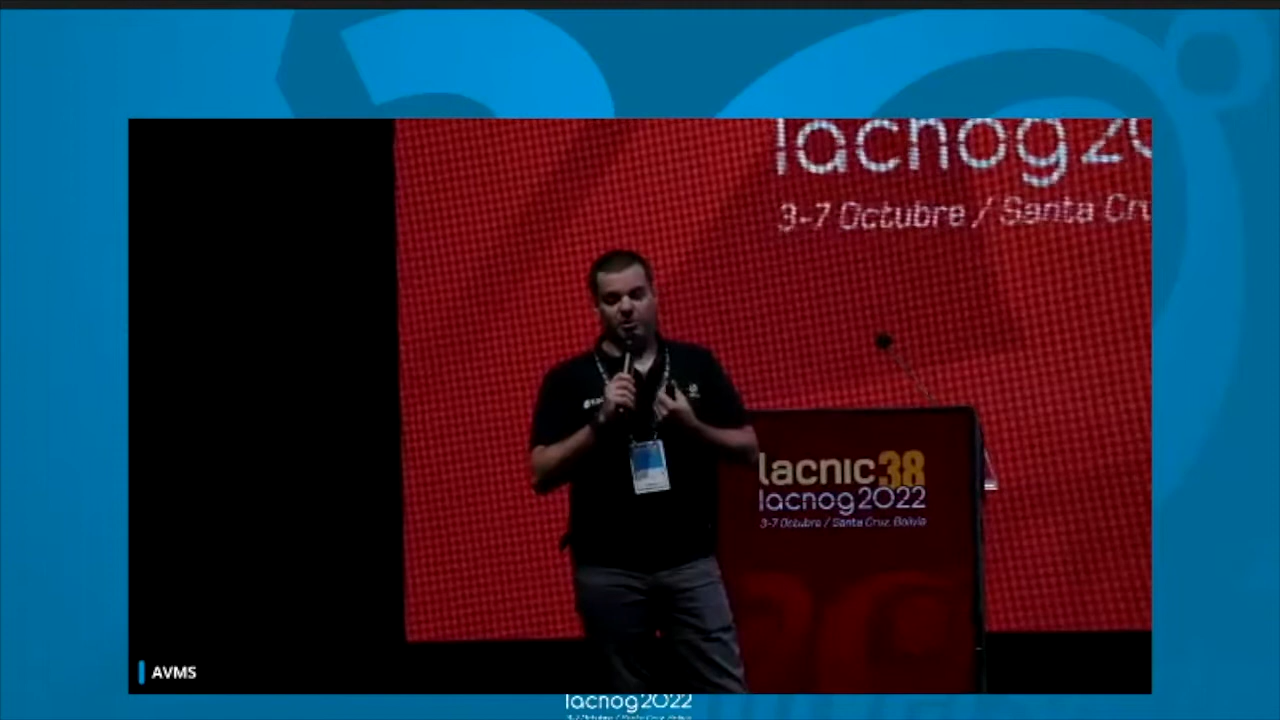 lacnog20
3-7 Octubre / Santa Cru
lacnic38
lacnog2022
3-7 Octubre / Santa Cruz, Bolivia
AVMS
lacnog2022